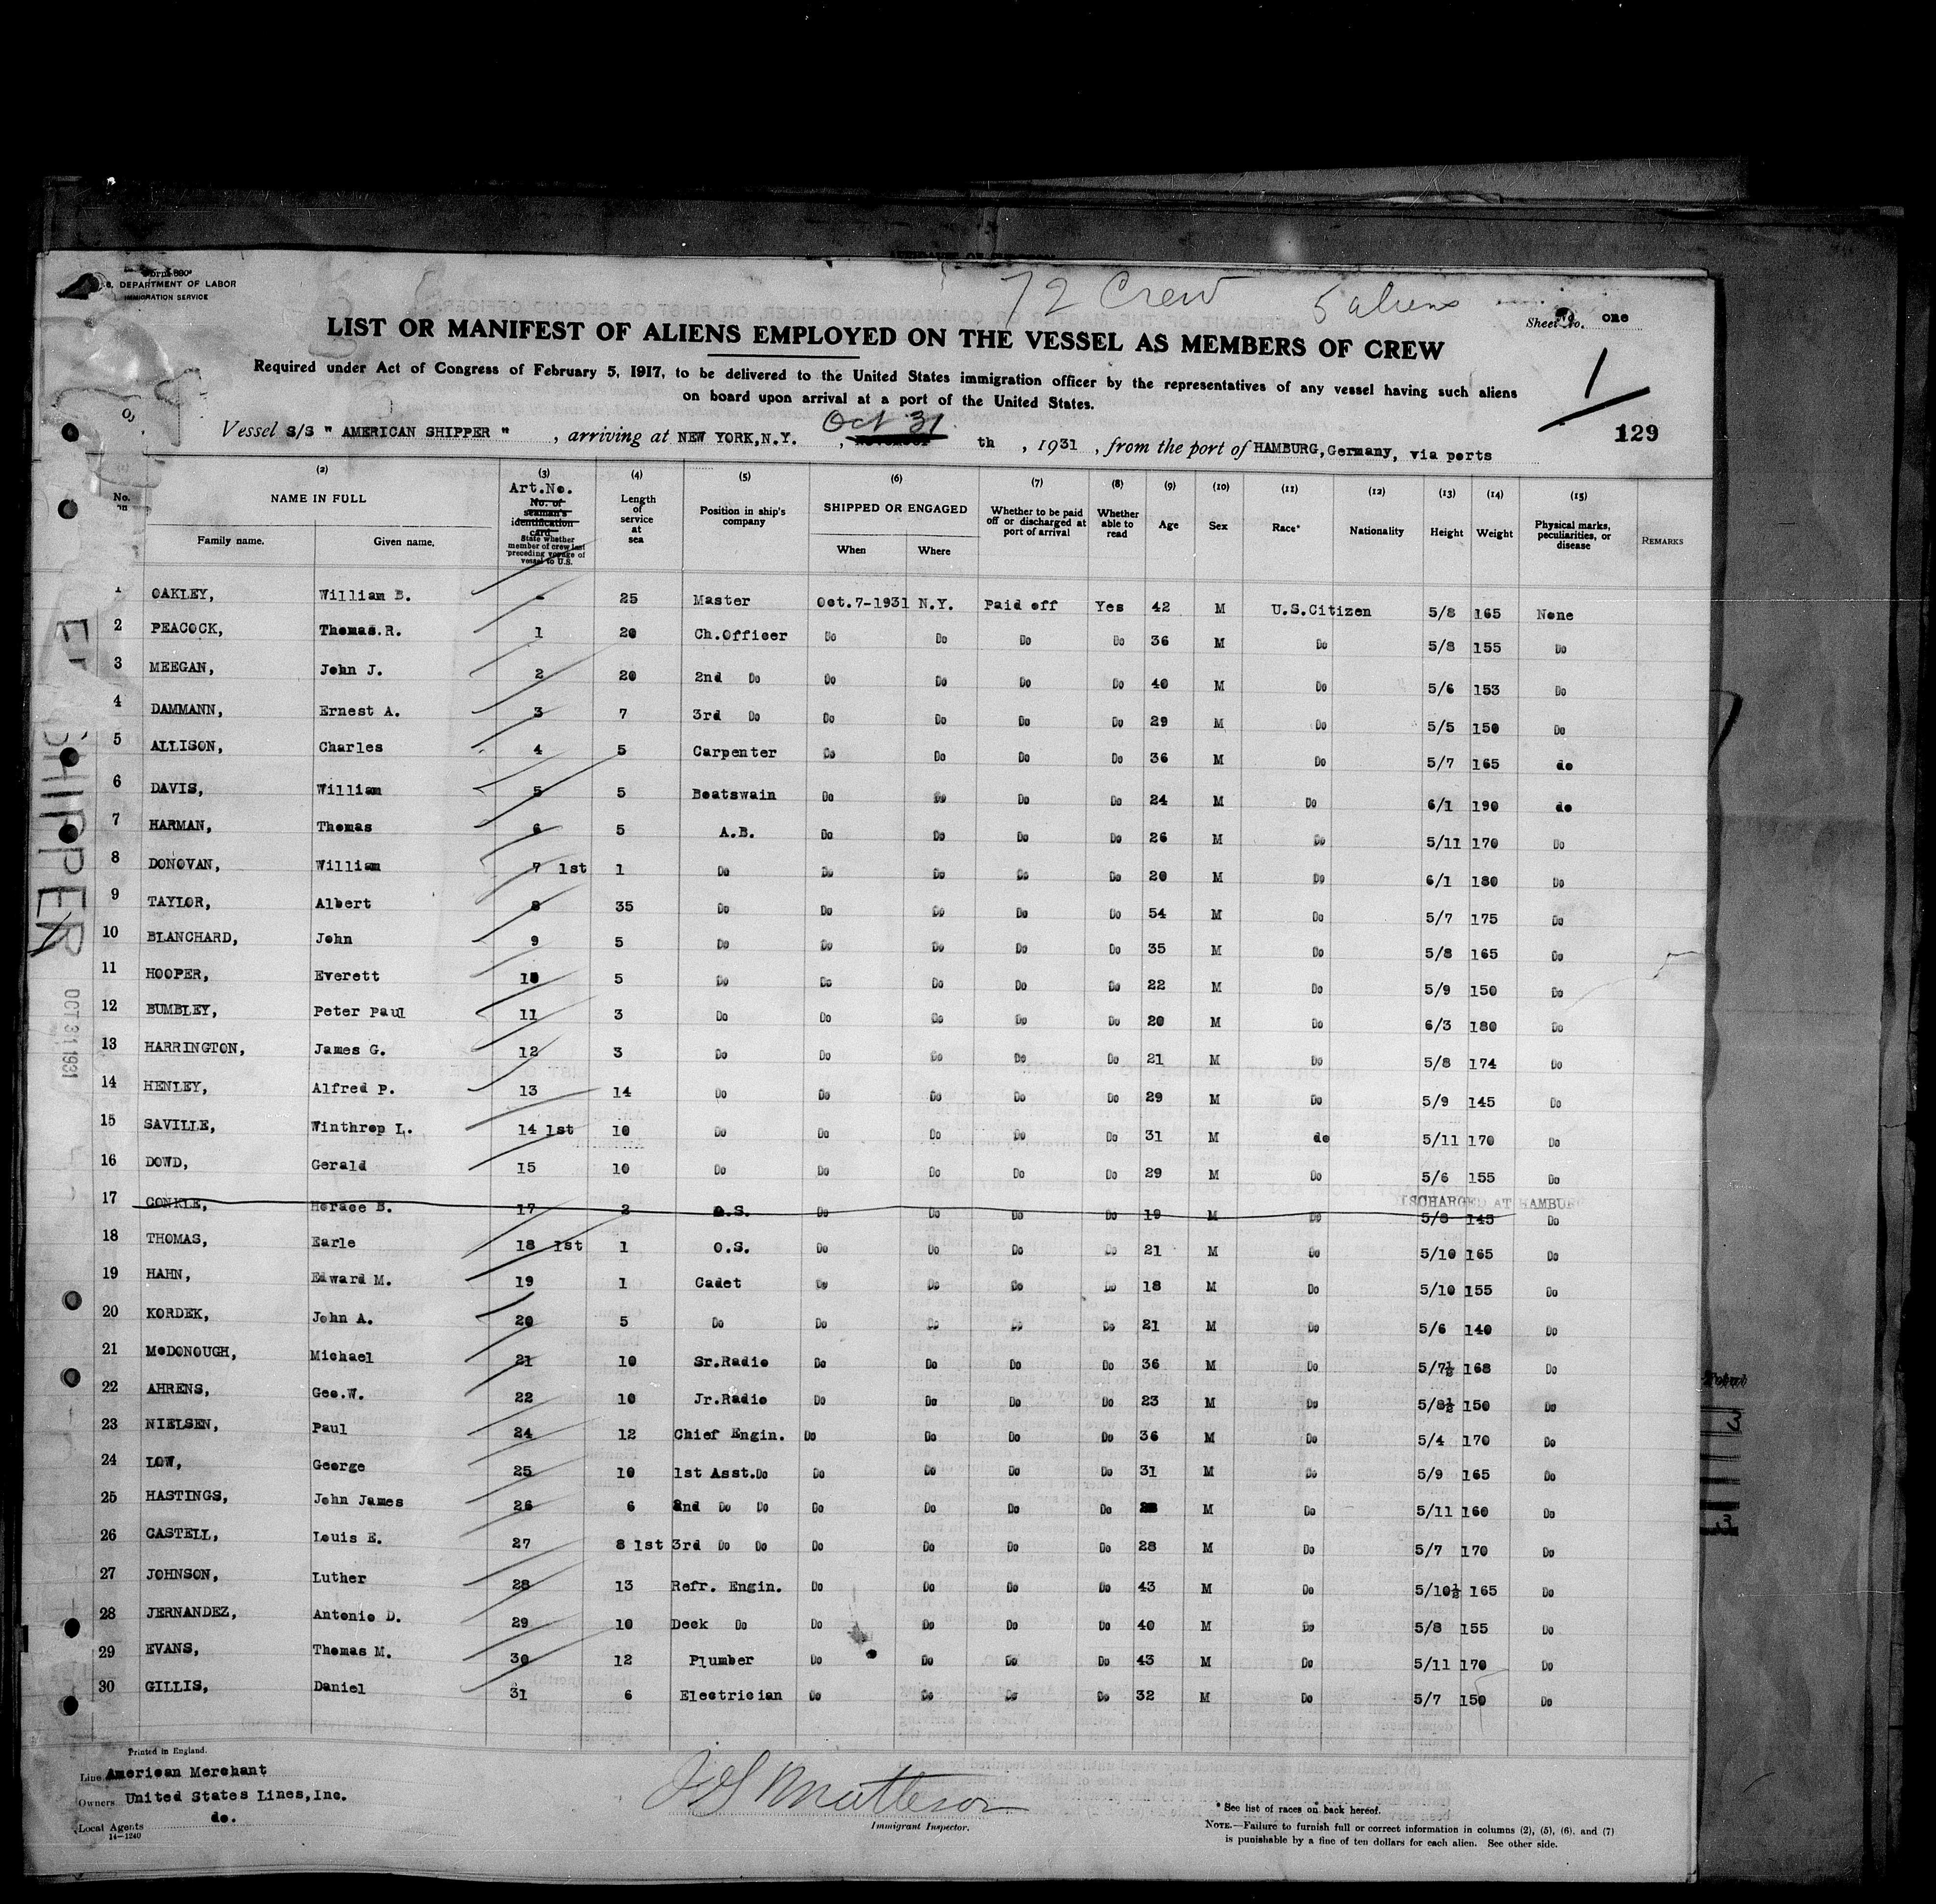 Form 680
S. DEPARTMENT OF LABOR
IMMIGRATION SERVICE
72 Crew 5 aliens
Sheet No. one
LIST OR MANIFEST OF ALIENS EMPLOYED ON THE VESSEL AS MEMBERS OF CREW
Required under Act of Congress of February 5, 1917, to be delivered to the United States immigration officer by the representatives of any vessel having such aliens
on board upon arrival at a port of the United States.
1
129
Vessel S/S " AMERICAN SHIPPER " , arriving at NEW YORK,N.Y. , Oct 31 th , 1931 , from the port of HAMBURG,Germany, via ports
(2) (3) (4) (5) (6) (7) (8) (9) (10) (11) (12) (13) (14) (15)
No. NAME IN FULL Family name. Given name. Art.No. No. of seaman's identification card State whether member of crew last preceding voyage of vessel to U.S. Length of service at sea Position in ship's company SHIPPED OR ENGAGED When Where Whether to be paid off or discharged at port of arrival Whether able to read Age Sex Race* Nationality Height Weight Physical marks, peculiarities, or disease REMARKS
1 OAKLEY, William B. - 25 Master Oct.7-1931 N.Y. Paid off Yes 42 M U.S.Citizen 5/8 165 None
2 PEACOCK, Thomas.R. 1 20 Ch.Officer Do Do Do Do 36 M Do 5/8 155 Do
3 MEEGAN, John J. 2 20 2nd Do Do Do Do Do 40 M Do 5/6 153 Do
4 DAMMANN, Ernest A. 3 7 3rd Do Do Do Do Do 29 M Do 5/5 150 Do
5 ALLISON, Charles 4 5 Carpenter Do Do Do Do 36 M Do 5/7 165 do
6 DAVIS, William 5 5 Boatswain Do Do Do Do 24 M Do 6/1 190 do
7 HARMAN, Thomas 6 5 A.B. Do Do Do Do 26 M Do 5/11 170 Do
8 DONOVAN, William 7 1st 1 Do Do Do Do Do 20 M Do 6/1 180 Do
9 TAYLOR, Albert 8 35 Do Do Do Do Do 54 M Do 5/7 175 Do
10 BLANCHARD, John 9 5 Do Do Do Do Do 35 M Do 5/8 165 Do
11 HOOPER, Everett 10 5 Do Do Do Do Do 22 M Do 5/9 150 Do
12 BUMBLEY, Peter Paul 11 3 Do Do Do Do Do 20 M Do 6/3 180 Do
13 HARRINGTON, James G. 12 3 Do Do Do Do Do 21 M Do 5/8 174 Do
14 HENLEY, Alfred P. 13 14 Do Do Do Do Do 29 M Do 5/9 145 Do
15 SAVILLE, Winthrop L. 14 1st 10 Do Do Do Do Do 31 M do 5/11 170 Do
16 DOWD, Gerald 15 10 Do Do Do Do Do 29 M Do 5/6 155 Do
DISCHARGED AT HAMBURG
17 CONKLE, Horace B. 17 2 O.S. Do Do Do Do 19 M Do 5/8 145 Do
18 THOMAS, Earle 18 1st 1 O.S. Do Do Do Do 21 M Do 5/10 165 Do
19 HAHN, Edward M. 19 1 Cadet Do Do Do Do 18 M Do 5/10 155 Do
20 KORDEK, John A. 20 5 Do Do Do Do Do 21 M Do 5/6 140 Do
21 McDONOUGH, Michael 21 10 Sr.Radio Do Do Do Do 36 M Do 5/7½ 168 Do
22 AHRENS, Geo.W. 22 10 Jr.Radio Do Do Do Do 23 M Do 5/8½ 150 Do
23 NIELSEN, Paul 24 12 Chief Engin. Do Do Do Do 36 M Do 5/4 170 Do
24 LOW, George 25 10 1st Asst.Do Do Do Do Do 31 M Do 5/9 165 Do
25 HASTINGS, John James 26 6 2nd Do Do Do Do Do Do M Do 5/11 160 Do
26 CASTELL, Louis E. 27 8 1st 3rd Do Do Do Do Do Do 28 M Do 5/7 170 Do
27 JOHNSON, Luther 28 13 Refr. Engin. Do Do Do Do 43 M Do 5/10½ 165 Do
28 JERNANDEZ, Antonio D. 29 10 Deck Do Do Do Do Do 40 M Do 5/8 155 Do
29 EVANS, Thomas M. 30 12 Plumber Do Do Do Do 43 M Do 5/11 170 Do
30 GILLIS, Daniel 31 6 Electrician Do Do Do Do 32 M Do 5/7 150 Do
SHIPPER
OCT 31 1931
Printed in England.
Line American Merchant
Owners United States Lines,Inc.
Local Agents do.
14-1240
Immigrant Inspector.
* See list of races on back hereof.
NOTE.—Failure to furnish full or correct information in columns (2), (5), (6), and (7)
is punishable by a fine of ten dollars for each alien. See other side.